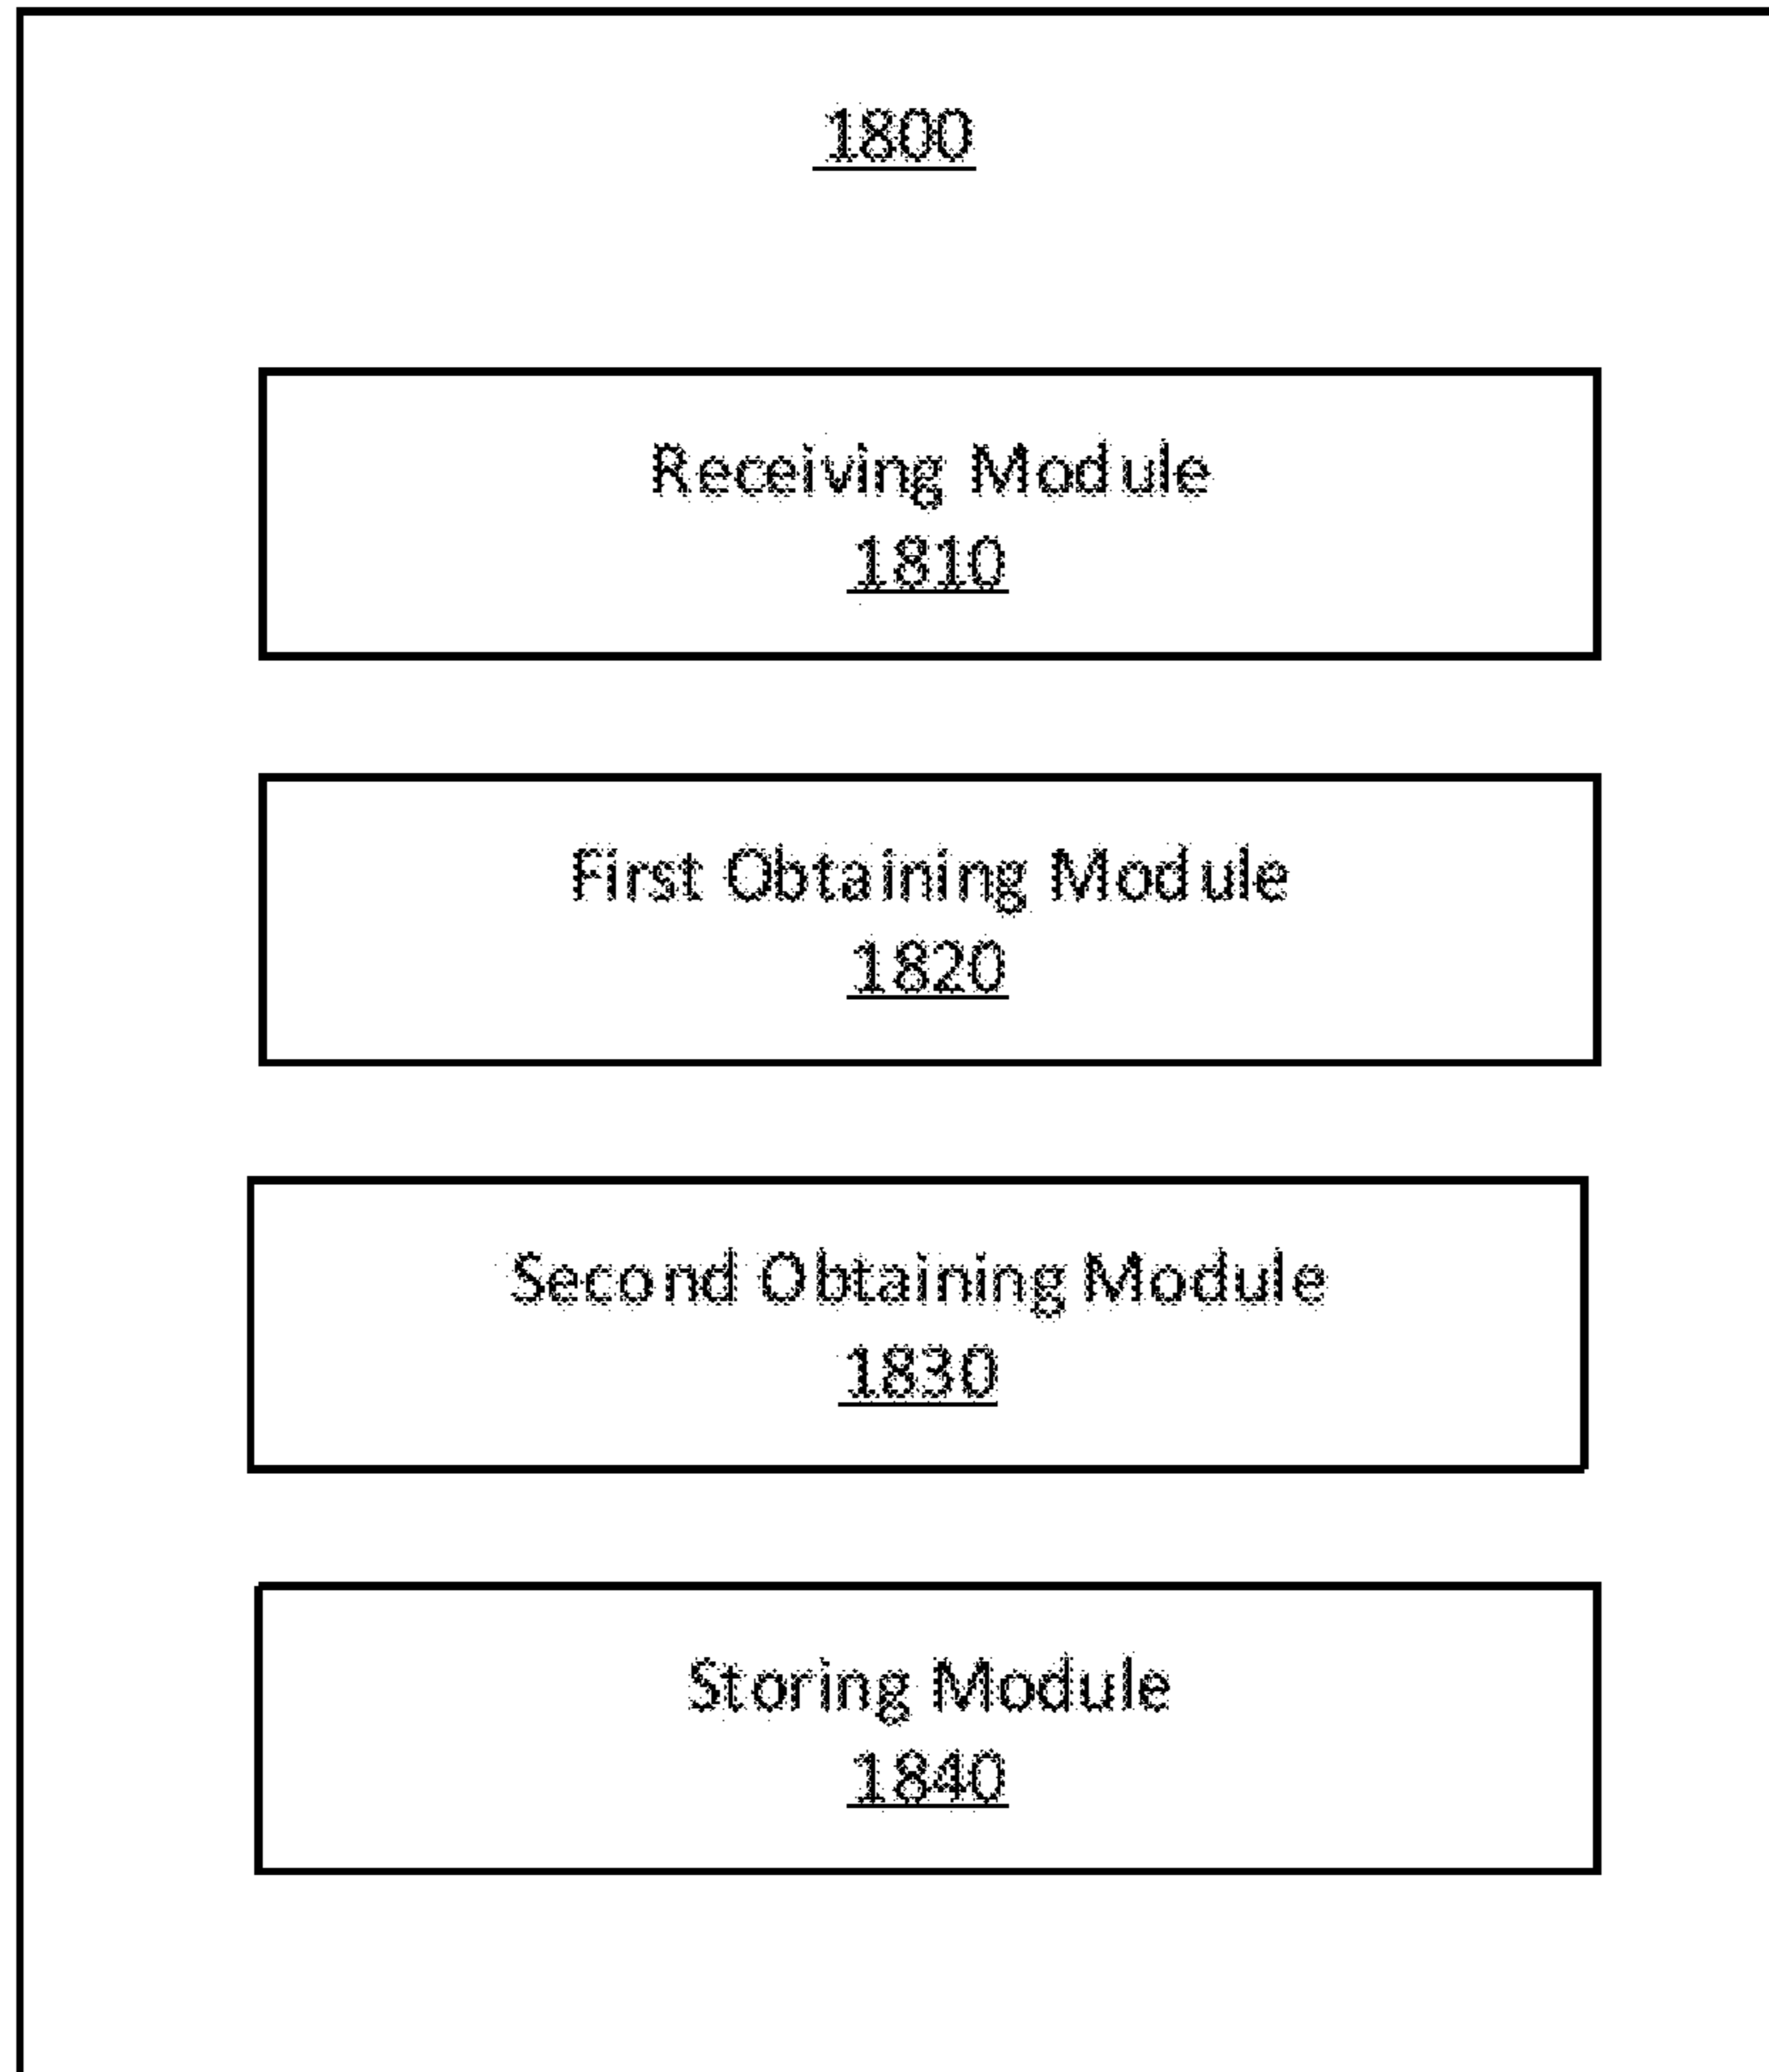 1800
Receiving Module
1810
First Obtaining Module
1820
Second Obtaining Module
1830
Storing Module
1840